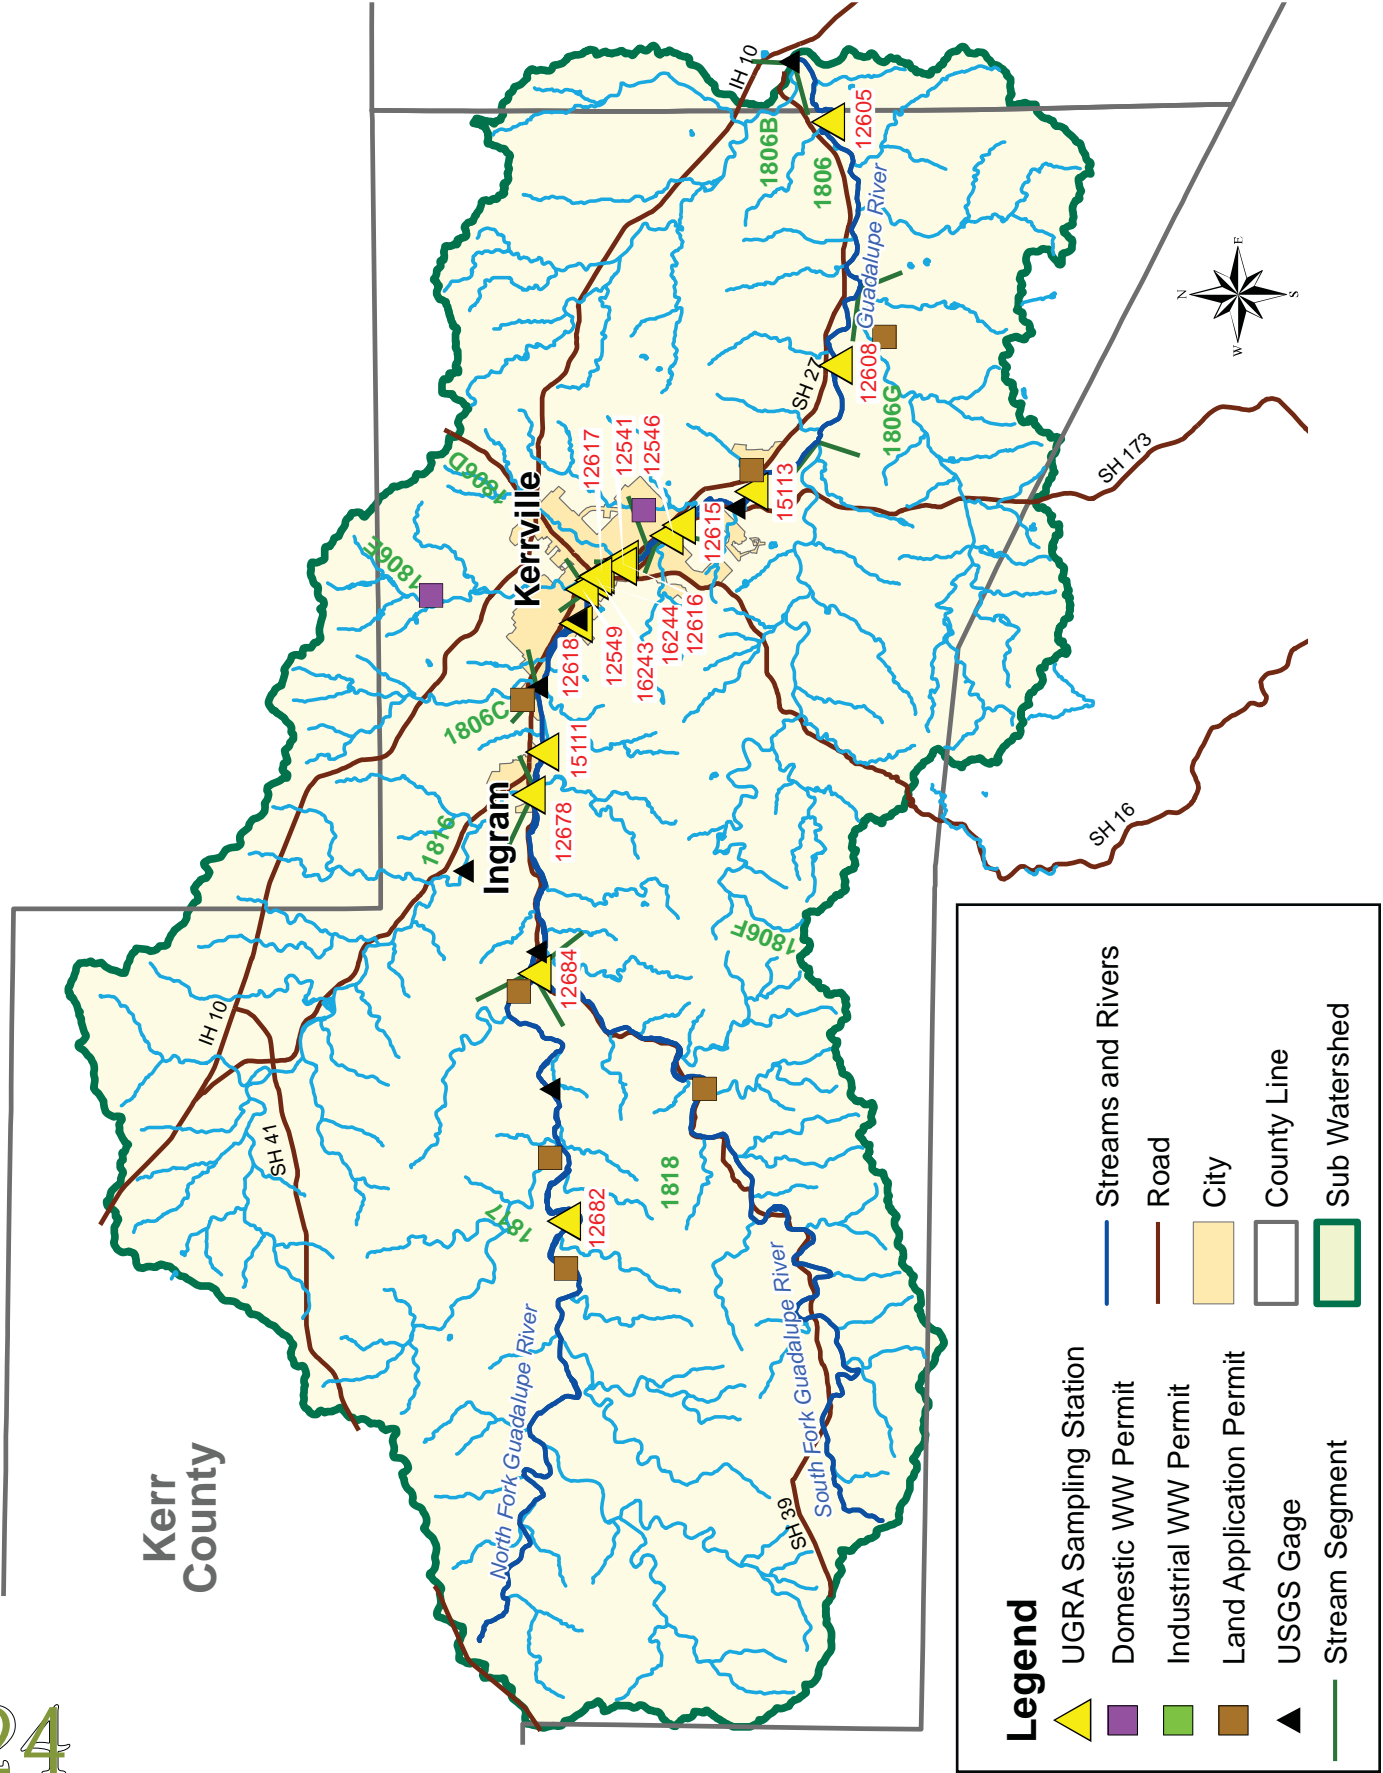 24
Kerr
County
IH 10
SH 41
1817
12682
North Fork Guadalupe River
South Fork Guadalupe River
SH 39
1818
1806F
12684
1816
Ingram
12678
15111
1806C
12618
1806E
1806D
Kerrville
12549
16243
16244
12616
12617
12541
12546
12615
15113
SH 16
SH 173
SH 27
12608
1806G
Guadalupe River
1806
1806B
12605
IH 10
N
E
S
W
Legend
UGRA Sampling Station
Domestic WW Permit
Industrial WW Permit
Land Application Permit
USGS Gage
Stream Segment
Streams and Rivers
Road
City
County Line
Sub Watershed